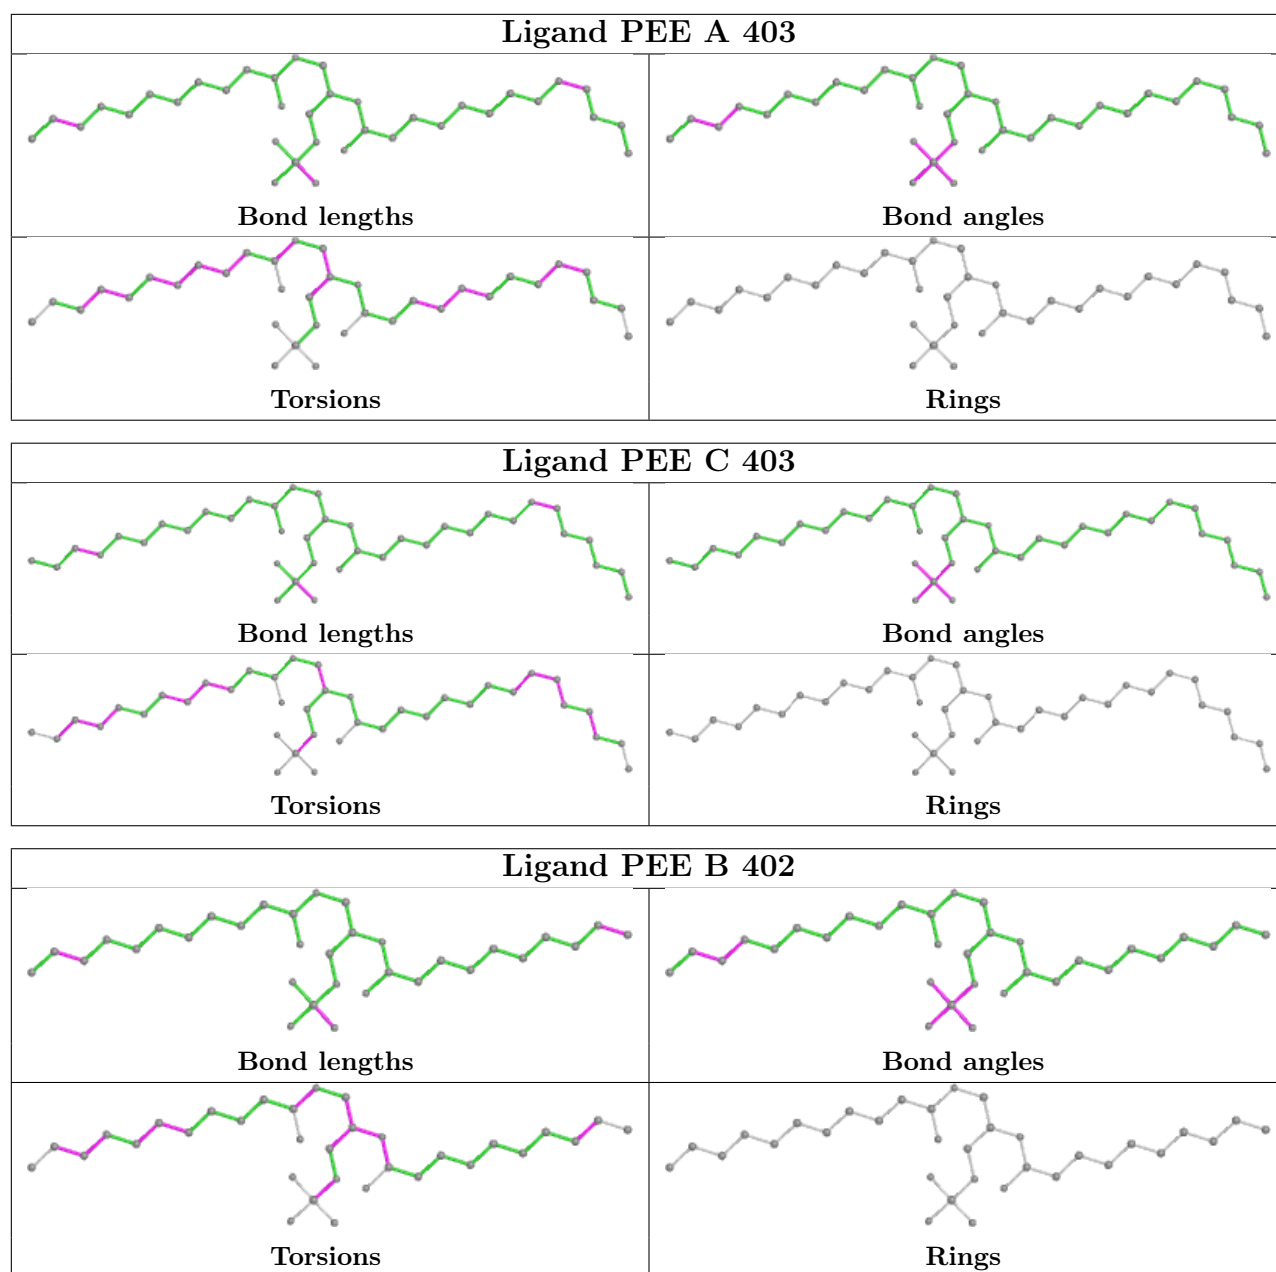 Ligand PEE A 403
Bond lengths
Bond angles
Torsions
Rings
Ligand PEE C 403
Bond lengths
Bond angles
Torsions
Rings
Ligand PEE B 402
Bond lengths
Bond angles
Torsions
Rings